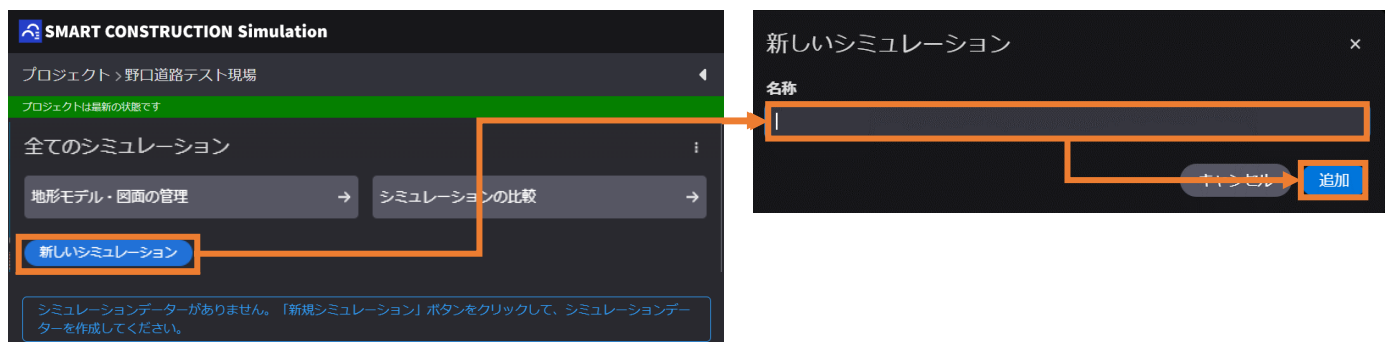 SMART CONSTRUCTION Simulation
プロジェクト > 野口道路テスト現場
プロジェクトは最新の状態です
全てのシミュレーション
地形モデル・図面の管理 →
シミュレーションの比較 →
新しいシミュレーション
シミュレーションデーターがありません。「新規シミュレーション」ボタンをクリックして、シミュレーションデー
ターを作成してください。
新しいシミュレーション ×
名称
キャンセル
追加